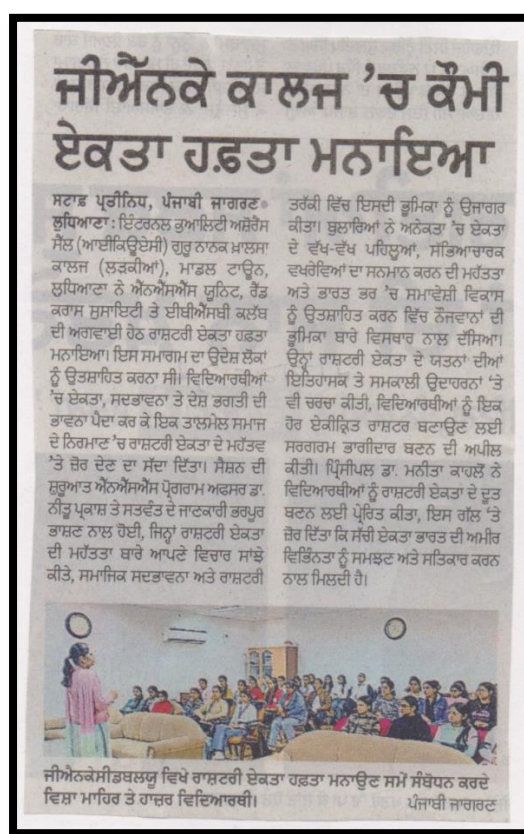 ਜੀਐੱਨਕੇ ਕਾਲਜ ’ਚ ਕੌਮੀ
ਏਕਤਾ ਹਫ਼ਤਾ ਮਨਾਇਆ
ਸਟਾਫ਼ ਪ੍ਰਤੀਨਿਧ, ਪੰਜਾਬੀ ਜਾਗਰਣ
ਲੁਧਿਆਣਾ : ਇੰਟਰਨਲ ਕੁਆਲਿਟੀ ਅਸ਼ੋਰੈਂਸ
ਸੈੱਲ (ਆਈਕਿਊਏਸੀ) ਗੁਰੂ ਨਾਨਕ ਖ਼ਾਲਸਾ
ਕਾਲਜ (ਲੜਕੀਆਂ), ਮਾਡਲ ਟਾਊਨ,
ਲੁਧਿਆਣਾ ਨੇ ਐੱਨਐੱਸਐੱਸ ਯੂਨਿਟ, ਰੈੱਡ
ਕਰਾਸ ਸੁਸਾਇਟੀ ਤੇ ਈਬੀਐੱਸਬੀ ਕਲੱਬ
ਦੀ ਅਗਵਾਈ ਹੇਠ ਰਾਸ਼ਟਰੀ ਏਕਤਾ ਹਫ਼ਤਾ
ਮਨਾਇਆ। ਇਸ ਸਮਾਗਮ ਦਾ ਉਦੇਸ਼ ਲੋਕਾਂ
ਨੂੰ ਉਤਸ਼ਾਹਿਤ ਕਰਨਾ ਸੀ। ਵਿਦਿਆਰਥੀਆਂ
’ਚ ਏਕਤਾ, ਸਦਭਾਵਨਾ ਤੇ ਦੇਸ਼ ਭਗਤੀ ਦੀ
ਭਾਵਨਾ ਪੈਦਾ ਕਰ ਕੇ ਇਕ ਤਾਲਮੇਲ ਸਮਾਜ
ਦੇ ਨਿਰਮਾਣ ’ਚ ਰਾਸ਼ਟਰੀ ਏਕਤਾ ਦੇ ਮਹੱਤਵ
’ਤੇ ਜ਼ੋਰ ਦੇਣ ਦਾ ਸੱਦਾ ਦਿੱਤਾ। ਸੈਸ਼ਨ ਦੀ
ਸ਼ੁਰੂਆਤ ਐੱਨਐੱਸਐੱਸ ਪ੍ਰੋਗਰਾਮ ਅਫਸਰ ਡਾ.
ਨੀਤੂ ਪ੍ਰਕਾਸ਼ ਤੇ ਸਤਵੰਤ ਦੇ ਜਾਣਕਾਰੀ ਭਰਪੂਰ
ਭਾਸ਼ਣ ਨਾਲ ਹੋਈ, ਜਿਨ੍ਹਾਂ ਰਾਸ਼ਟਰੀ ਏਕਤਾ
ਦੀ ਮਹੱਤਤਾ ਬਾਰੇ ਆਪਣੇ ਵਿਚਾਰ ਸਾਂਝੇ
ਕੀਤੇ, ਸਮਾਜਿਕ ਸਦਭਾਵਨਾ ਅਤੇ ਰਾਸ਼ਟਰੀ
ਤਰੱਕੀ ਵਿੱਚ ਇਸਦੀ ਭੂਮਿਕਾ ਨੂੰ ਉਜਾਗਰ
ਕੀਤਾ। ਬੁਲਾਰਿਆਂ ਨੇ ਅਨੇਕਤਾ ’ਚ ਏਕਤਾ
ਦੇ ਵੱਖ-ਵੱਖ ਪਹਿਲੂਆਂ, ਸੱਭਿਆਚਾਰਕ
ਵਖਰੇਵਿਆਂ ਦਾ ਸਨਮਾਨ ਕਰਨ ਦੀ ਮਹੱਤਤਾ
ਅਤੇ ਭਾਰਤ ਭਰ ’ਚ ਸਮਾਵੇਸ਼ੀ ਵਿਕਾਸ
ਨੂੰ ਉਤਸ਼ਾਹਿਤ ਕਰਨ ਵਿੱਚ ਨੌਜਵਾਨਾਂ ਦੀ
ਭੂਮਿਕਾ ਬਾਰੇ ਵਿਸਥਾਰ ਨਾਲ ਦੱਸਿਆ।
ਉਨ੍ਹਾਂ ਰਾਸ਼ਟਰੀ ਏਕਤਾ ਦੇ ਯਤਨਾਂ ਦੀਆਂ
ਇਤਿਹਾਸਕ ਤੇ ਸਮਕਾਲੀ ਉਦਾਹਰਨਾਂ ’ਤੇ
ਵੀ ਚਰਚਾ ਕੀਤੀ, ਵਿਦਿਆਰਥੀਆਂ ਨੂੰ ਇਕ
ਹੋਰ ਏਕੀਕ੍ਰਿਤ ਰਾਸ਼ਟਰ ਬਣਾਉਣ ਲਈ
ਸਰਗਰਮ ਭਾਗੀਦਾਰ ਬਣਨ ਦੀ ਅਪੀਲ
ਕੀਤੀ। ਪ੍ਰਿੰਸੀਪਲ ਡਾ. ਮਨੀਤਾ ਕਾਹਲੋਂ ਨੇ
ਵਿਦਿਆਰਥੀਆਂ ਨੂੰ ਰਾਸ਼ਟਰੀ ਏਕਤਾ ਦੇ ਦੂਤ
ਬਣਨ ਲਈ ਪ੍ਰੇਰਿਤ ਕੀਤਾ, ਇਸ ਗੱਲ ’ਤੇ
ਜ਼ੋਰ ਦਿੱਤਾ ਕਿ ਸੱਚੀ ਏਕਤਾ ਭਾਰਤ ਦੀ ਅਮੀਰ
ਵਿਭਿੰਨਤਾ ਨੂੰ ਸਮਝਣ ਅਤੇ ਸਤਿਕਾਰ ਕਰਨ
ਨਾਲ ਮਿਲਦੀ ਹੈ।
ਜੀਐਨਕੇਸੀਡਬਲਯੂ ਵਿਖੇ ਰਾਸ਼ਟਰੀ ਏਕਤਾ ਹਫ਼ਤਾ ਮਨਾਉਣ ਸਮੇਂ ਸੰਬੋਧਨ ਕਰਦੇ
ਵਿਸ਼ਾ ਮਾਹਿਰ ਤੇ ਹਾਜ਼ਰ ਵਿਦਿਆਰਥੀ। ਪੰਜਾਬੀ ਜਾਗਰਣ